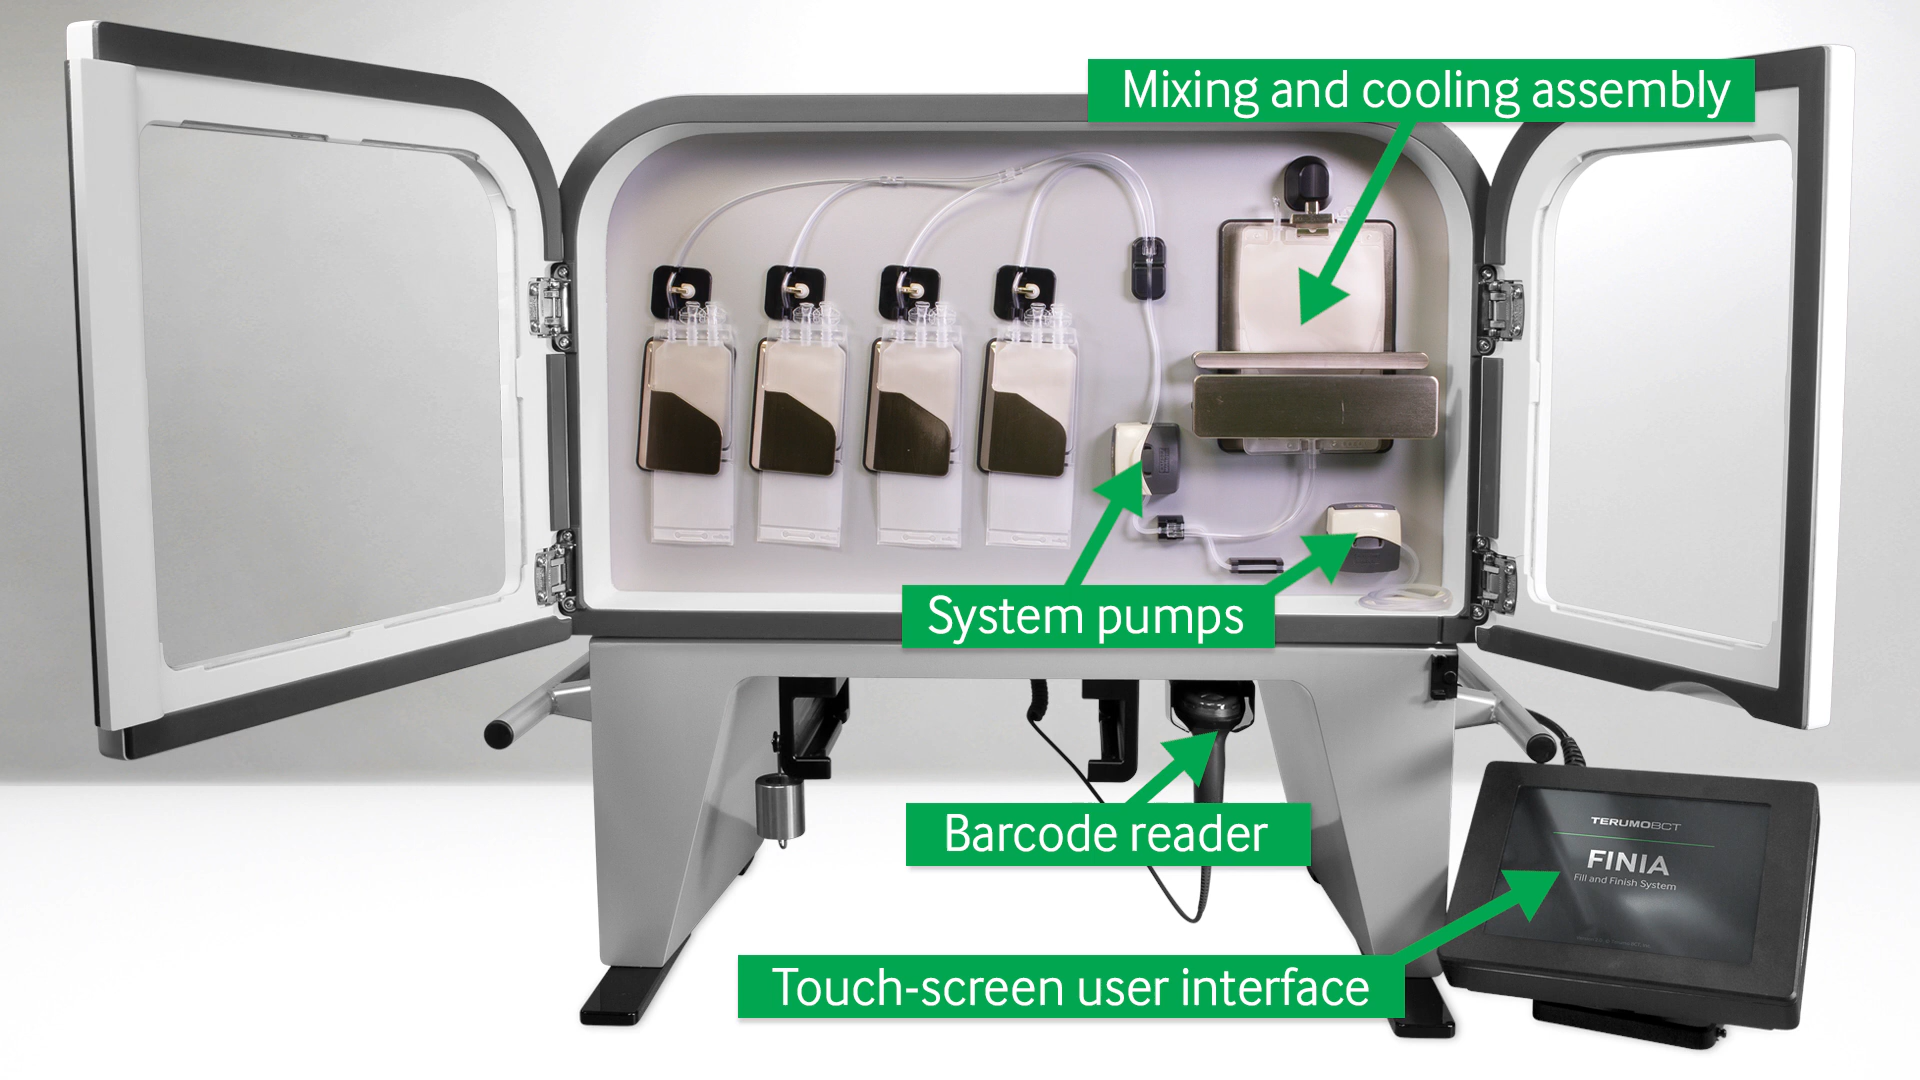 Mixing and cooling assembly
System pumps
Barcode reader
TERUMOBCT
FINIA
Fill and Finish System
Touch-screen user interface